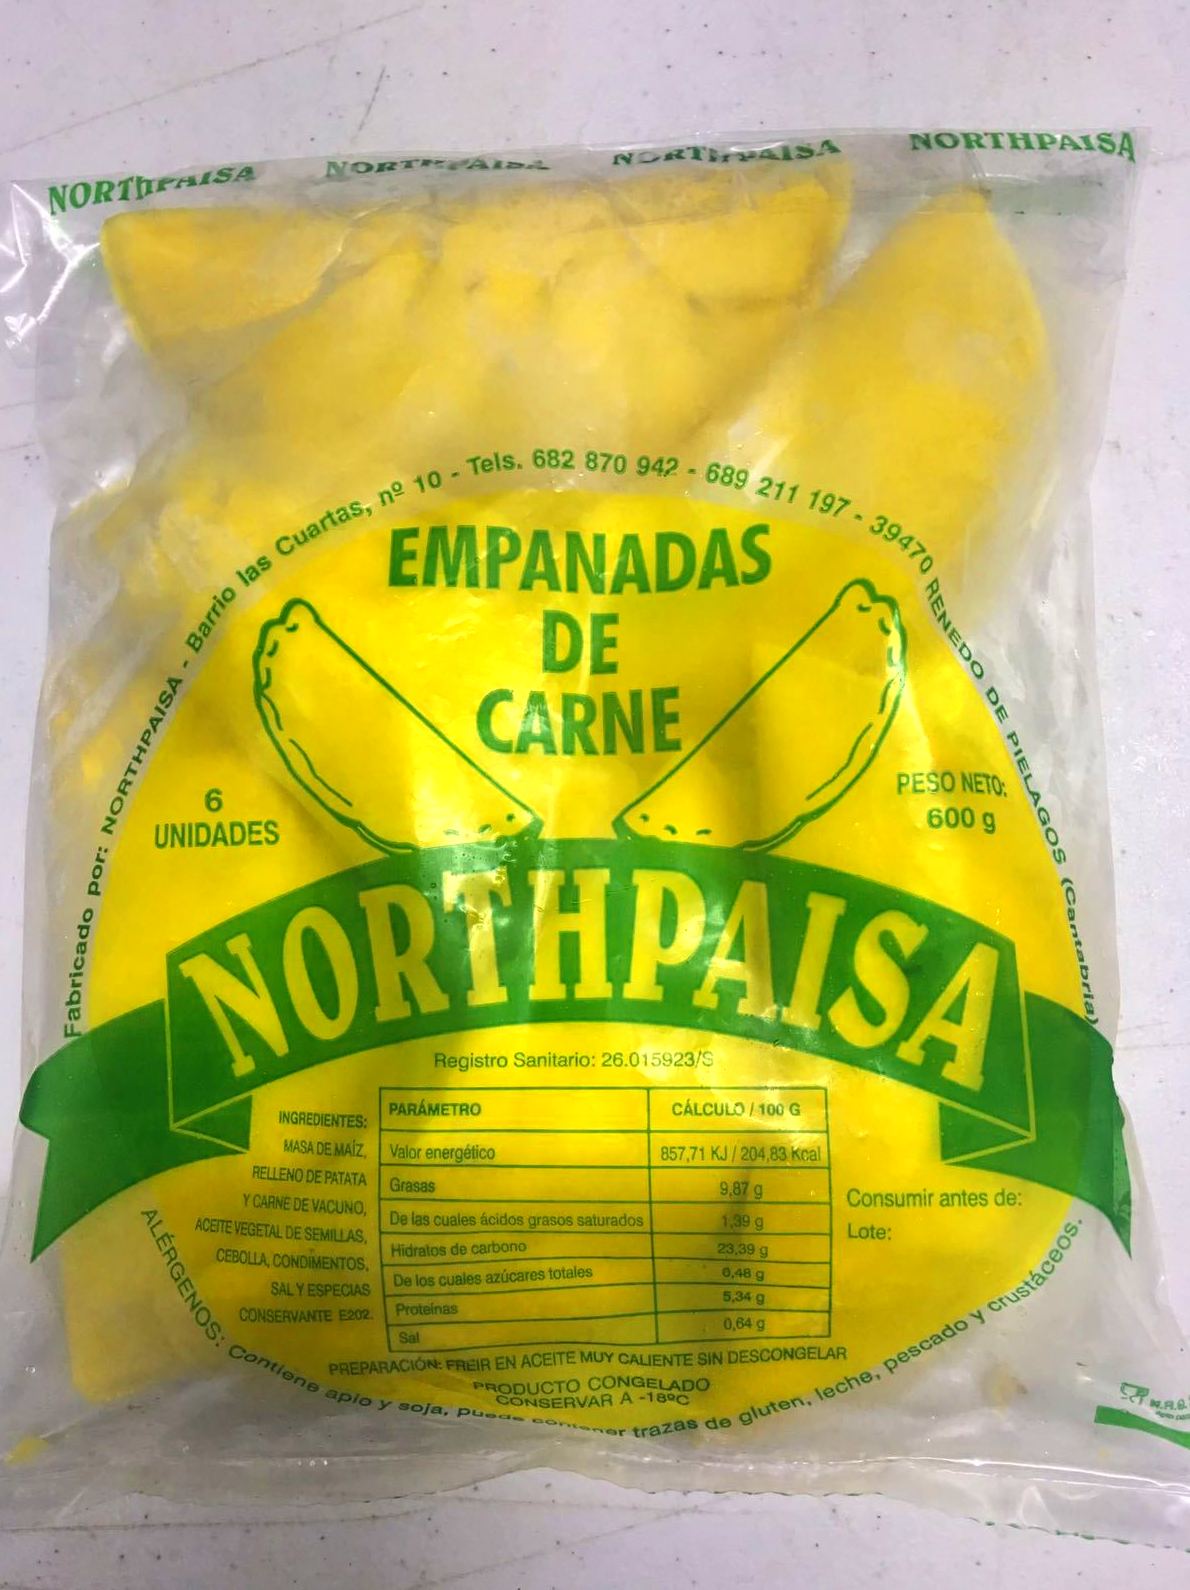 NORTHPAISA NORTHPAISA NORTHPAISA NORTHPAISA
Fabricado por: NORTHPAISA - Barrio las Cuartas, nº 10 - Tels. 682 870 942 - 689 211 197 - 39470 RENEDO DE PIELAGOS (Cantabria)
EMPANADAS
DE
CARNE
6
UNIDADES
PESO NETO:
600 g
NORTHPAISA
Registro Sanitario: 26.015923/S
INGREDIENTES:
MASA DE MAÍZ,
RELLENO DE PATATA
Y CARNE DE VACUNO,
ACEITE VEGETAL DE SEMILLAS,
CEBOLLA, CONDIMENTOS,
SAL Y ESPECIAS
CONSERVANTE E202.
PARÁMETRO CÁLCULO / 100 G
Valor energético 857,71 KJ / 204,83 Kcal
Grasas 9,87 g
De las cuales ácidos grasos saturados 1,39 g
Hidratos de carbono 23,39 g
De los cuales azúcares totales 6,48 g
Proteínas 5,34 g
Sal 0,64 g
Consumir antes de:
Lote:
PREPARACIÓN: FREIR EN ACEITE MUY CALIENTE SIN DESCONGELAR
PRODUCTO CONGELADO
CONSERVAR A -18ºC
ALÉRGENOS: Contiene apio y soja, puede contener trazas de gluten, leche, pescado y crustáceos.